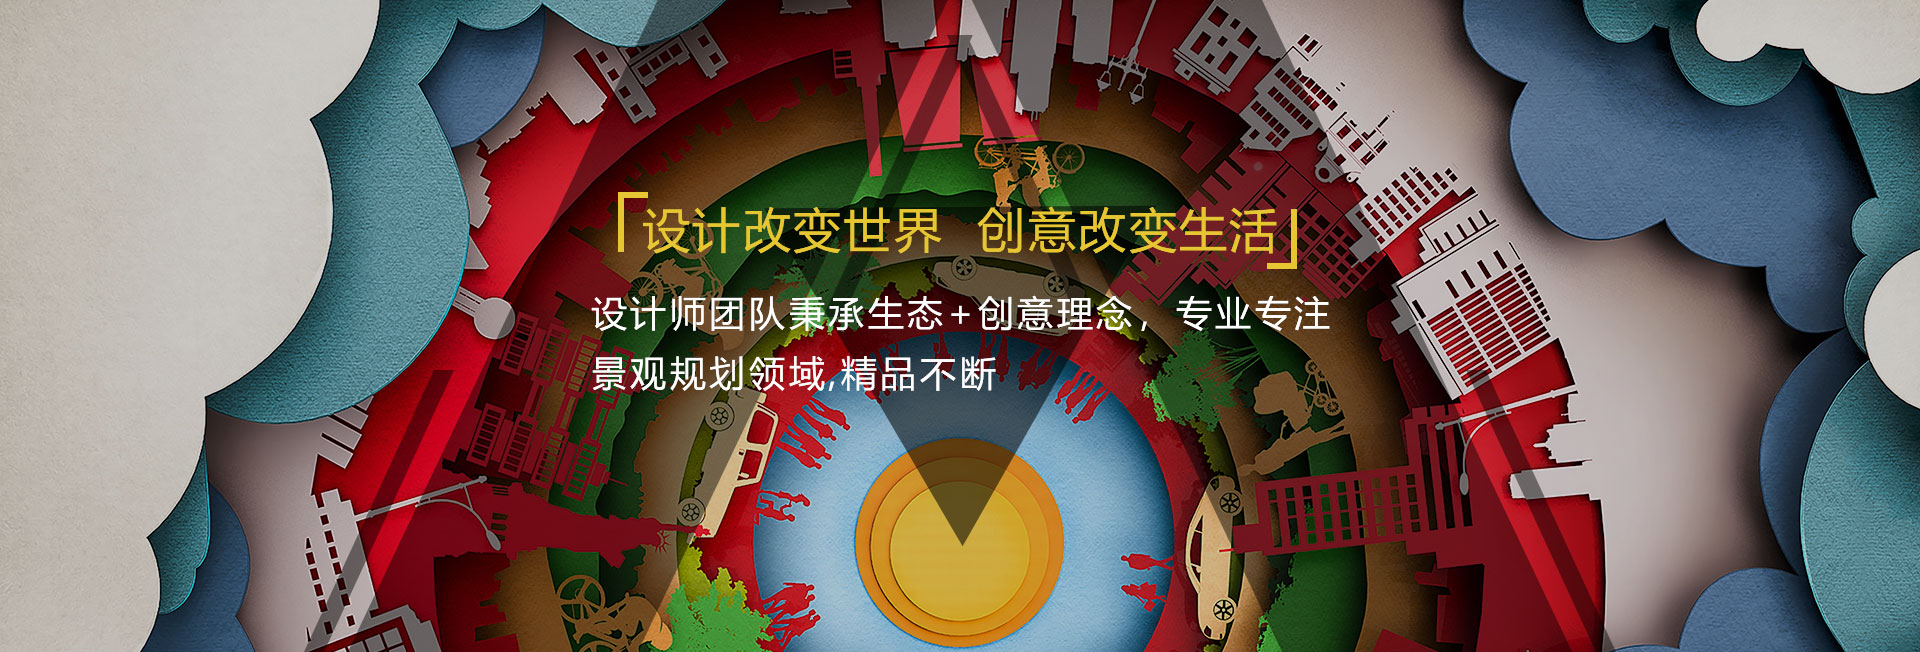 「设计改变世界 创意改变生活」
设计师团队秉承生态+创意理念，专业专注
景观规划领域,精品不断